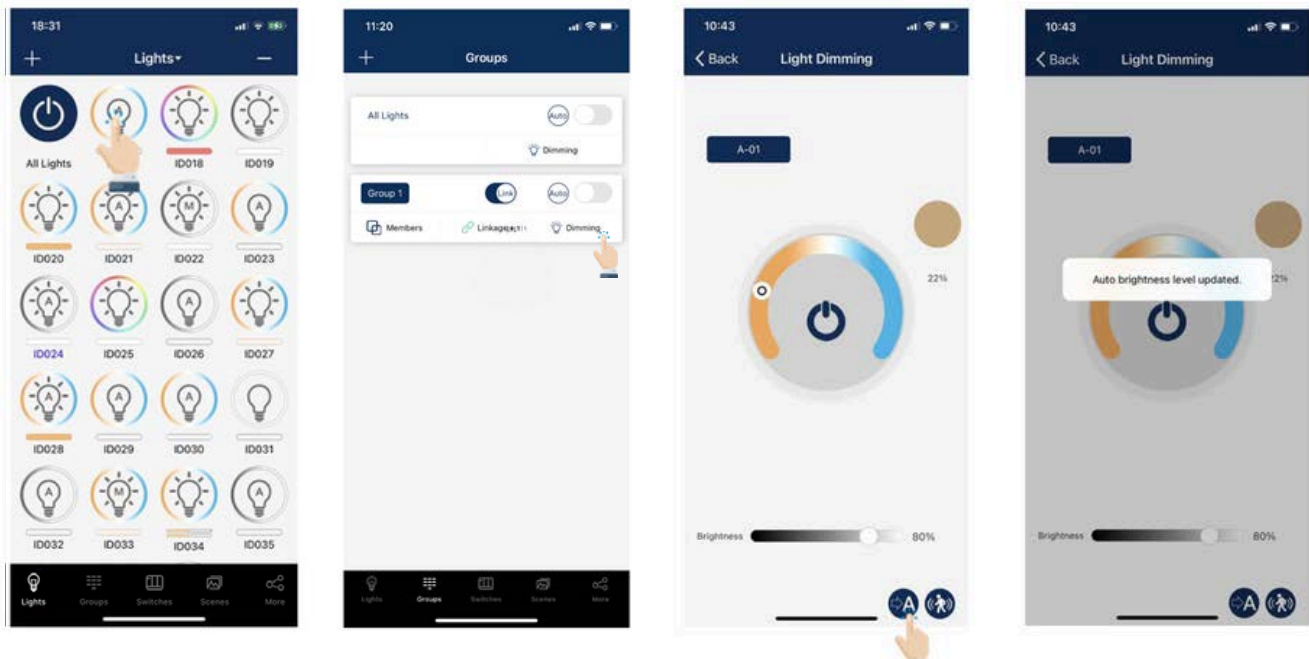 18:31
Lights
All Lights
ID018
ID019
ID020
ID021
ID022
ID023
ID024
ID025
ID026
ID027
ID028
ID029
ID030
ID031
ID032
ID033
ID034
ID035
Lights
Groups
Switches
Scenes
More
11:20
Groups
All Lights
Auto
Dimming
Group 1
Link
Auto
Members
Linkage
Dimming
Lights
Groups
Switches
Scenes
More
10:43
Back
Light Dimming
A-01
22%
Brightness
80%
A
10:43
Back
Light Dimming
A-01
Auto brightness level updated.
Brightness
80%
A